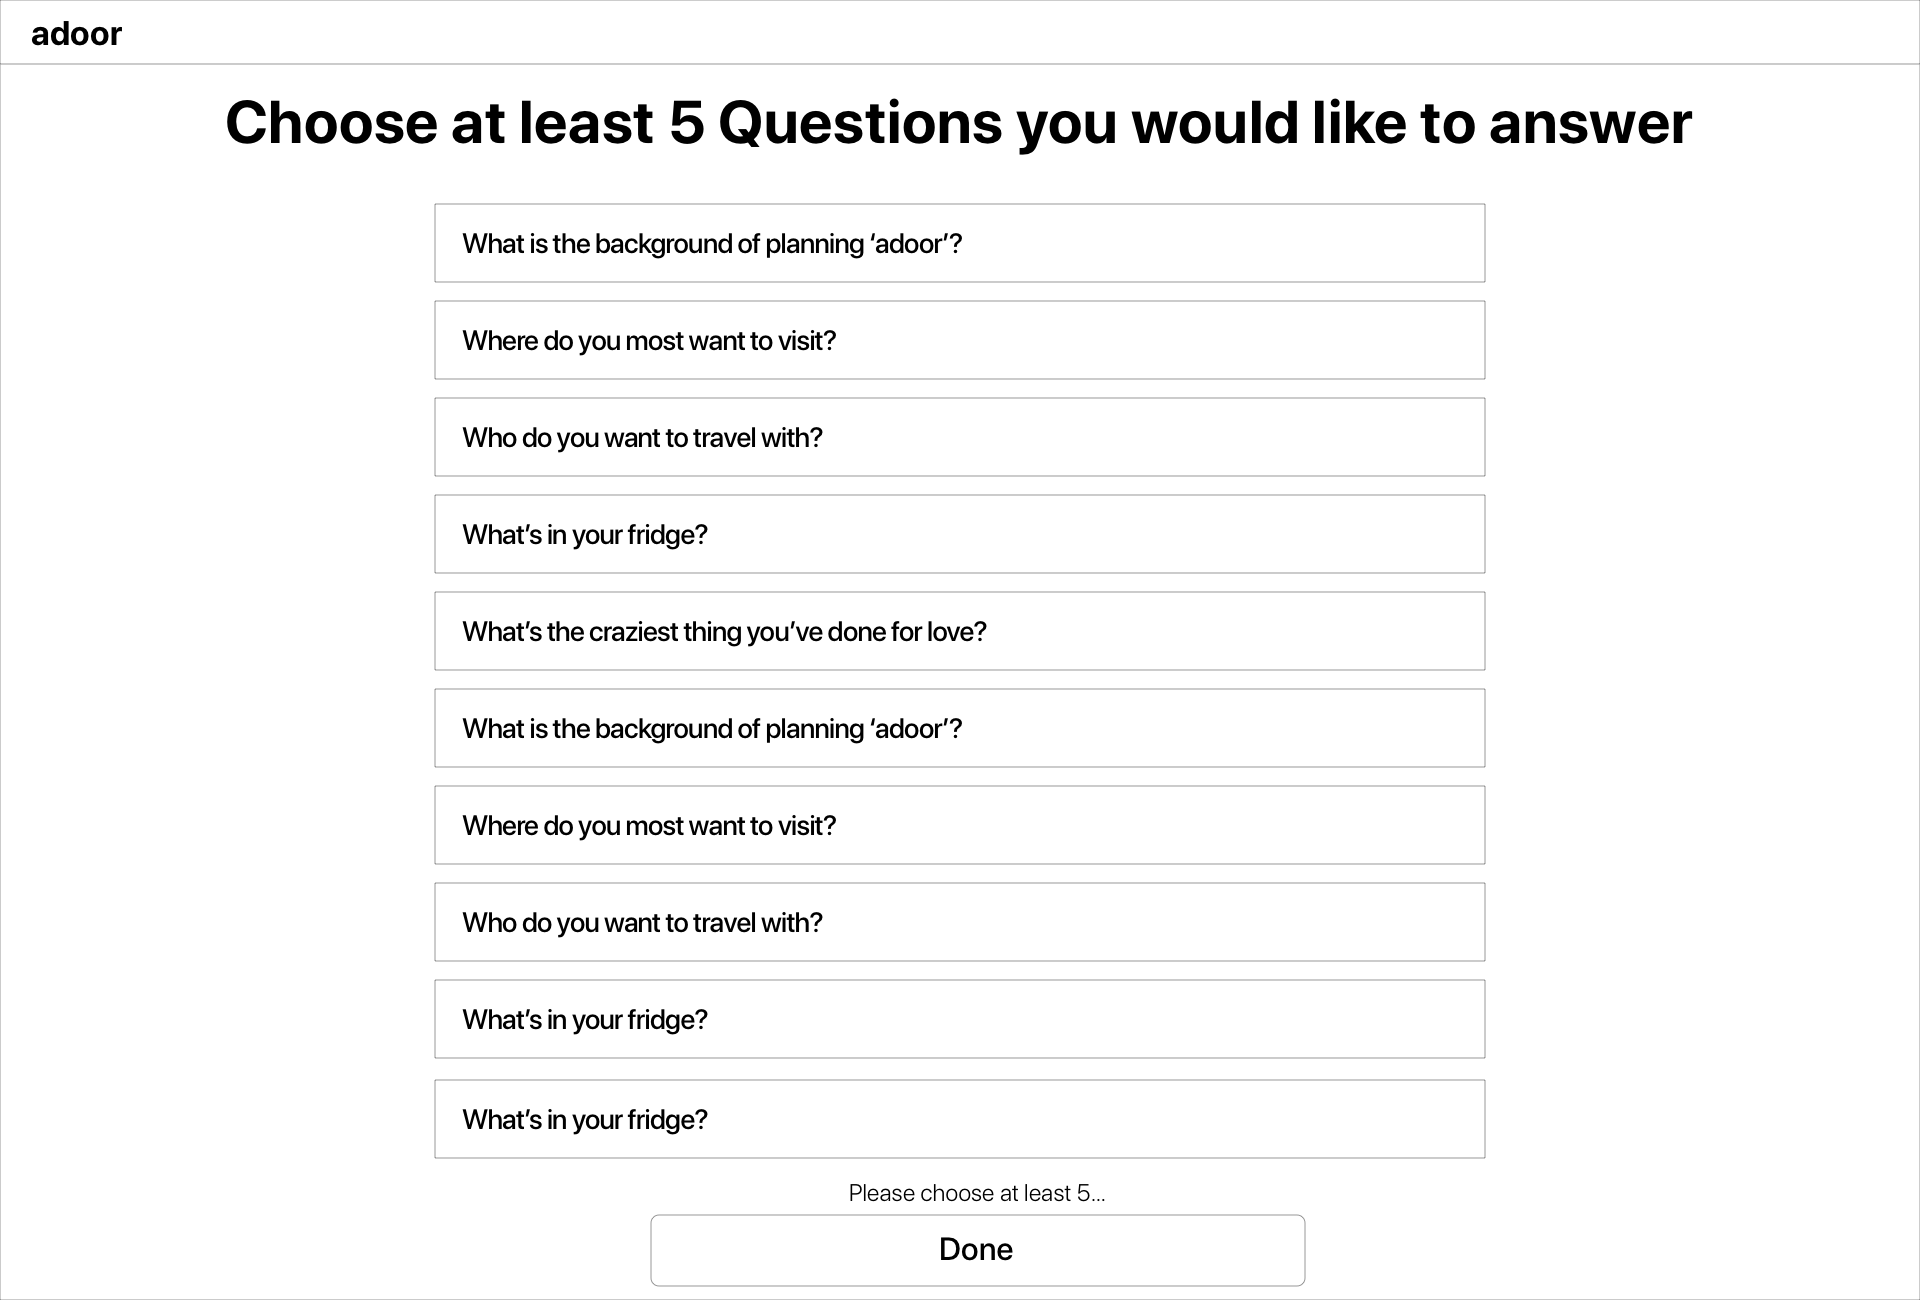 adoor
Choose at least 5 Questions you would like to answer
What is the background of planning ‘adoor’?
Where do you most want to visit?
Who do you want to travel with?
What’s in your fridge?
What’s the craziest thing you’ve done for love?
What is the background of planning ‘adoor’?
Where do you most want to visit?
Who do you want to travel with?
What’s in your fridge?
What’s in your fridge?
Please choose at least 5...
Done